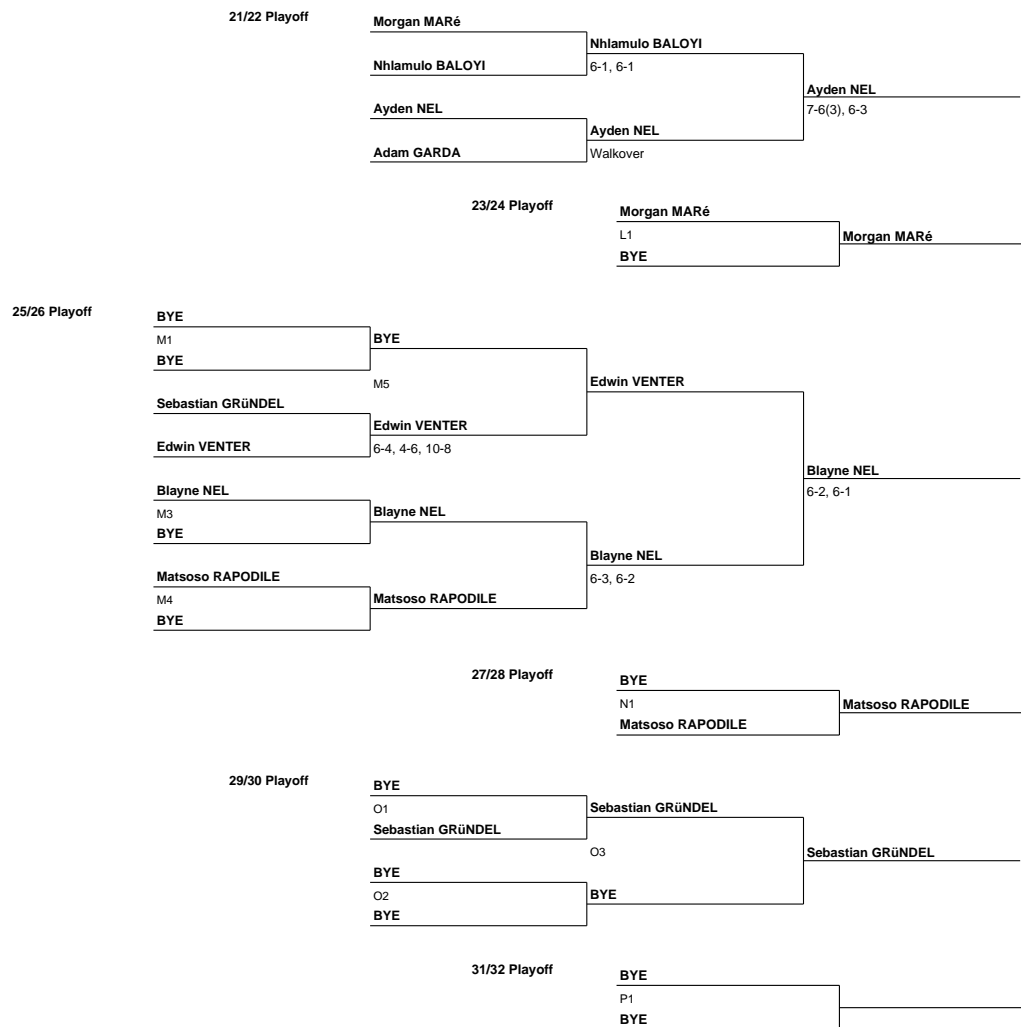 21/22 Playoff
Morgan MARé
Nhlamulo BALOYI
Nhlamulo BALOYI
6-1, 6-1
Ayden NEL
7-6(3), 6-3
Ayden NEL
Ayden NEL
Adam GARDA
Walkover
23/24 Playoff
Morgan MARé
L1
Morgan MARé
BYE
25/26 Playoff
BYE
M1
BYE
BYE
M5
Edwin VENTER
Sebastian GRüNDEL
Edwin VENTER
Edwin VENTER
6-4, 4-6, 10-8
Blayne NEL
6-2, 6-1
Blayne NEL
M3
Blayne NEL
BYE
Blayne NEL
6-3, 6-2
Matsoso RAPODILE
M4
Matsoso RAPODILE
BYE
27/28 Playoff
BYE
N1
Matsoso RAPODILE
Matsoso RAPODILE
29/30 Playoff
BYE
O1
Sebastian GRüNDEL
Sebastian GRüNDEL
O3
Sebastian GRüNDEL
BYE
O2
BYE
BYE
31/32 Playoff
BYE
P1
BYE